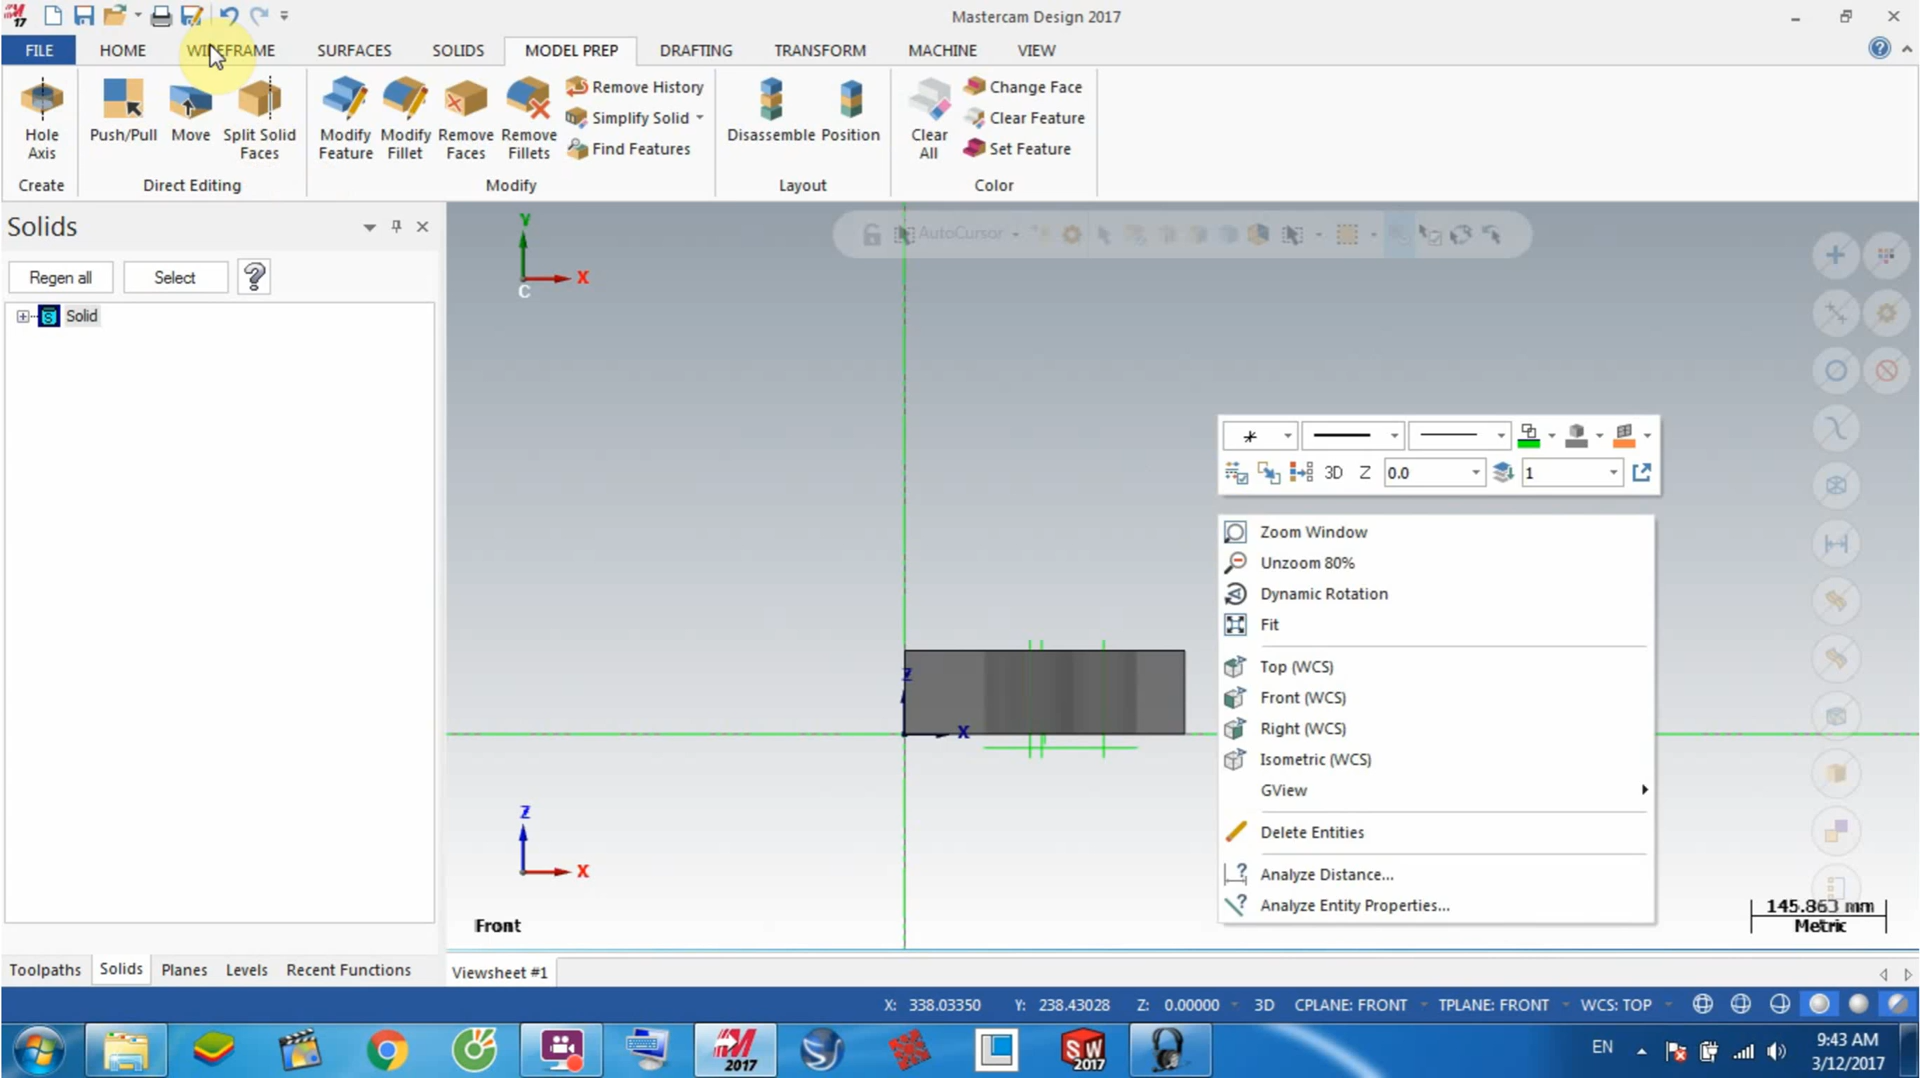 17
Mastercam Design 2017
FILE
HOME
WIREFRAME
SURFACES
SOLIDS
MODEL PREP
DRAFTING
TRANSFORM
MACHINE
VIEW
Hole
Axis
Push/Pull
Move
Split Solid
Faces
Modify
Feature
Modify
Fillet
Remove
Faces
Remove
Fillets
Remove History
Simplify Solid
Find Features
Disassemble
Position
Clear
All
Change Face
Clear Feature
Set Feature
Create
Direct Editing
Modify
Layout
Color
Solids
Regen all
Select
?
Solid
Y
X
C
AutoCursor
3D
Z
0.0
1
Zoom Window
Unzoom 80%
Dynamic Rotation
Fit
Top (WCS)
Front (WCS)
Right (WCS)
Isometric (WCS)
GView
Delete Entities
Analyze Distance...
Analyze Entity Properties...
Z
X
Z
X
Front
145.863 mm
Metric
Toolpaths
Solids
Planes
Levels
Recent Functions
Viewsheet #1
X: 338.03350
Y: 238.43028
Z: 0.00000
3D
CPLANE: FRONT
TPLANE: FRONT
WCS: TOP
2017
SW
2017
EN
9:43 AM
3/12/2017